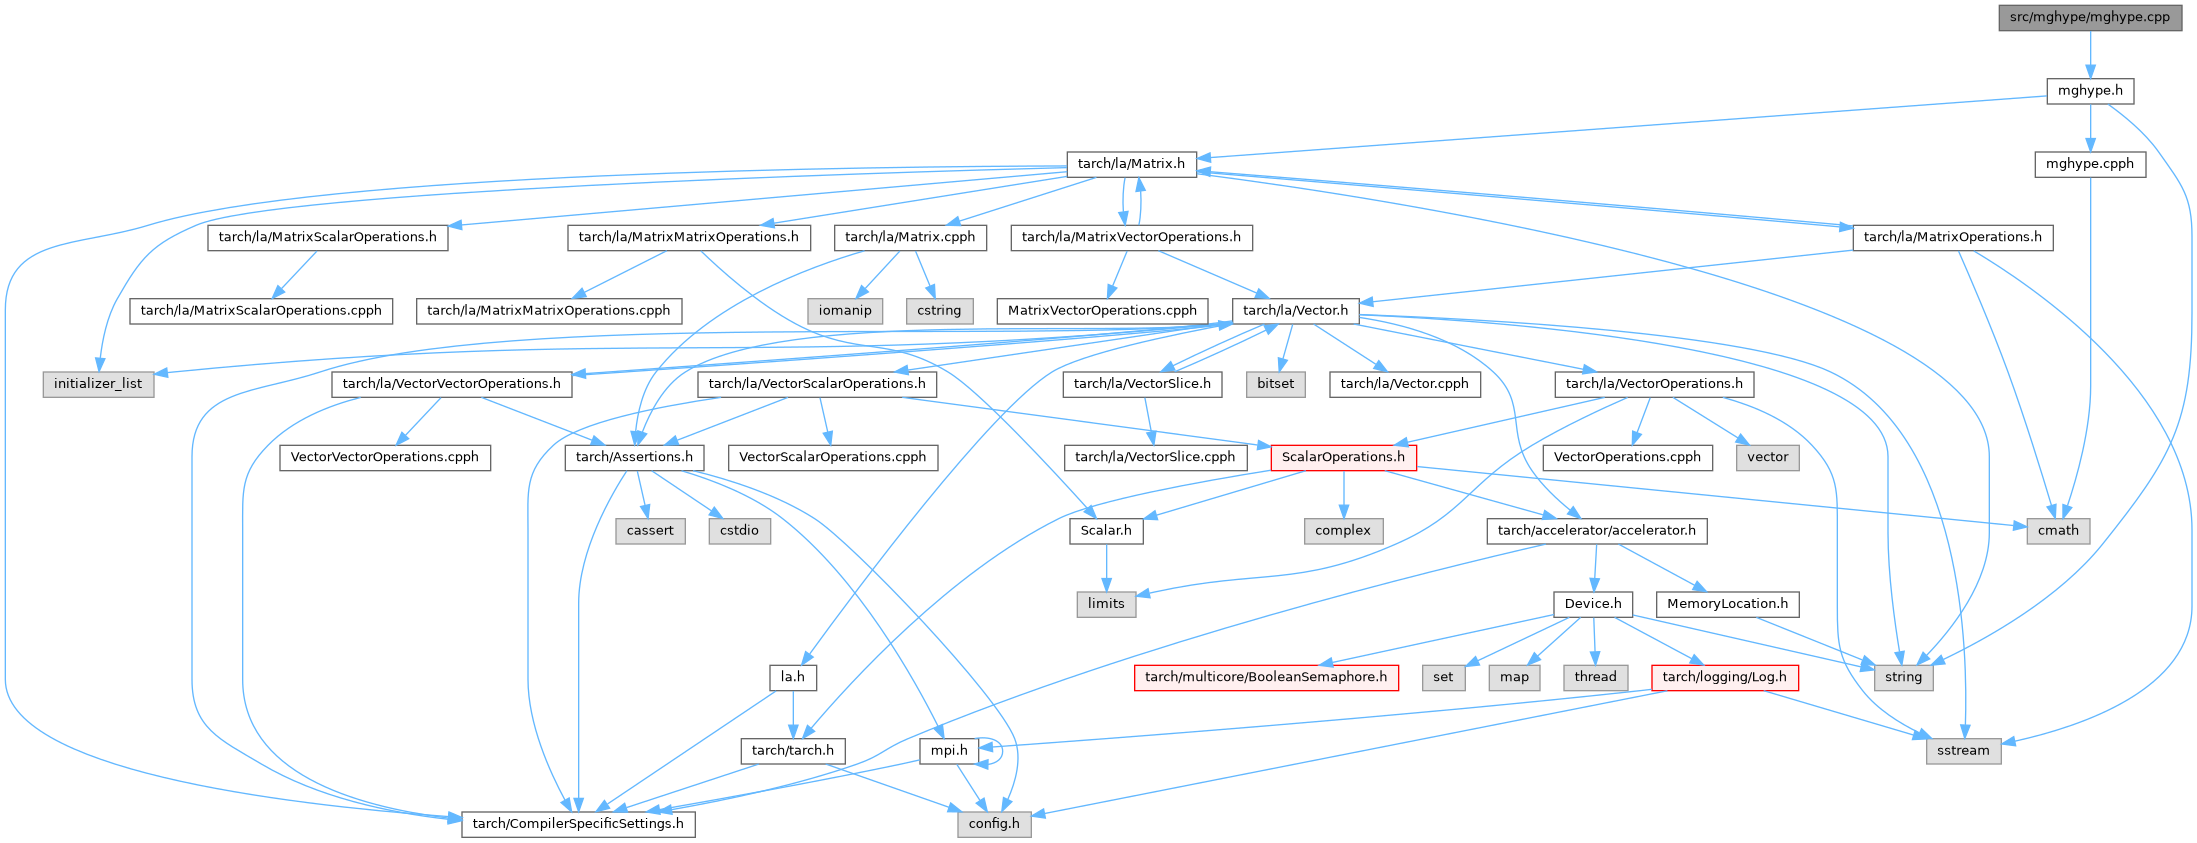 src/mghype/mghype.cpp
mghype.h
tarch/la/Matrix.h
mghype.cpph
tarch/la/MatrixScalarOperations.h
tarch/la/MatrixMatrixOperations.h
tarch/la/Matrix.cpph
tarch/la/MatrixVectorOperations.h
tarch/la/MatrixOperations.h
tarch/la/MatrixScalarOperations.cpph
tarch/la/MatrixMatrixOperations.cpph
iomanip
cstring
MatrixVectorOperations.cpph
tarch/la/Vector.h
initializer_list
tarch/la/VectorVectorOperations.h
tarch/la/VectorScalarOperations.h
tarch/la/VectorSlice.h
bitset
tarch/la/Vector.cpph
tarch/la/VectorOperations.h
VectorVectorOperations.cpph
tarch/Assertions.h
VectorScalarOperations.cpph
tarch/la/VectorSlice.cpph
ScalarOperations.h
VectorOperations.cpph
vector
cassert
cstdio
Scalar.h
complex
tarch/accelerator/accelerator.h
cmath
limits
Device.h
MemoryLocation.h
la.h
tarch/multicore/BooleanSemaphore.h
set
map
thread
tarch/logging/Log.h
string
tarch/tarch.h
mpi.h
sstream
tarch/CompilerSpecificSettings.h
config.h